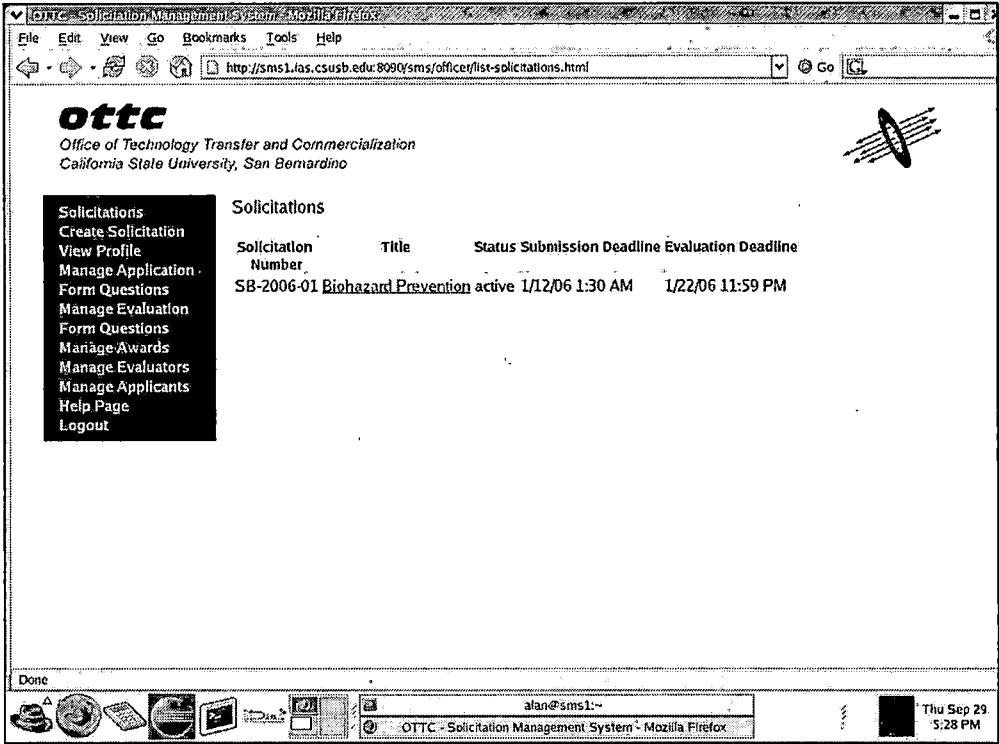 OTTC - Solicitation Management System - Mozilla Firefox
File Edit View Go Bookmarks Tools Help
http://sms1.ias.csusb.edu:8090/sms/officer/list-solicitations.html Go
ottc
Office of Technology Transfer and Commercialization
California State University, San Bernardino
Solicitations
Create Solicitation
View Profile
Manage Application
Form Questions
Manage Evaluation
Form Questions
Manage Awards
Manage Evaluators
Manage Applicants
Help Page
Logout
Solicitations
Solicitation Number Title Status Submission Deadline Evaluation Deadline
SB-2006-01 Biohazard Prevention active 1/12/06 1:30 AM 1/22/06 11:59 PM
Done
alan@sms1:~
OTTC - Solicitation Management System - Mozilla Firefox
Thu Sep 29
5:28 PM